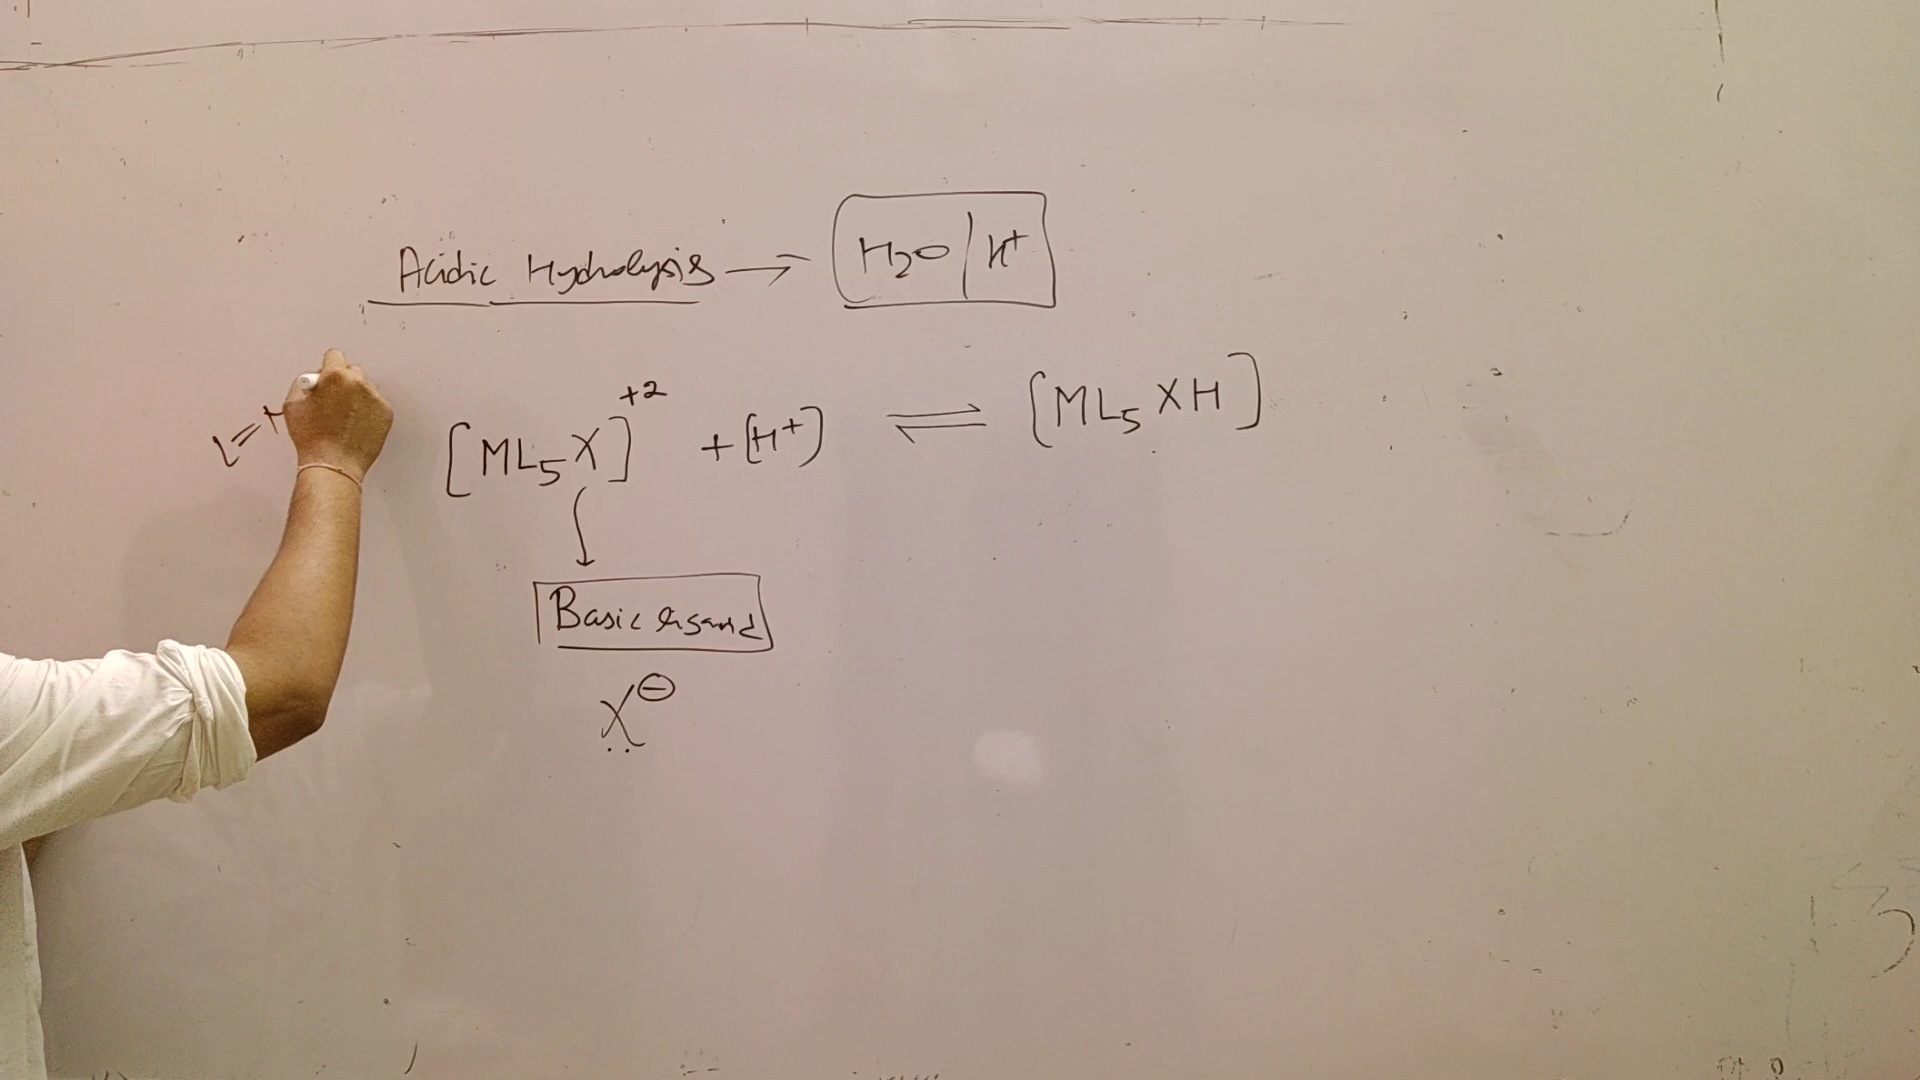 Acidic Hydrolysis → H2O / H+
L=
[ML5X]+2 + [H+] ⇌ [ML5XH]
↓
Basic ligand
X⊖